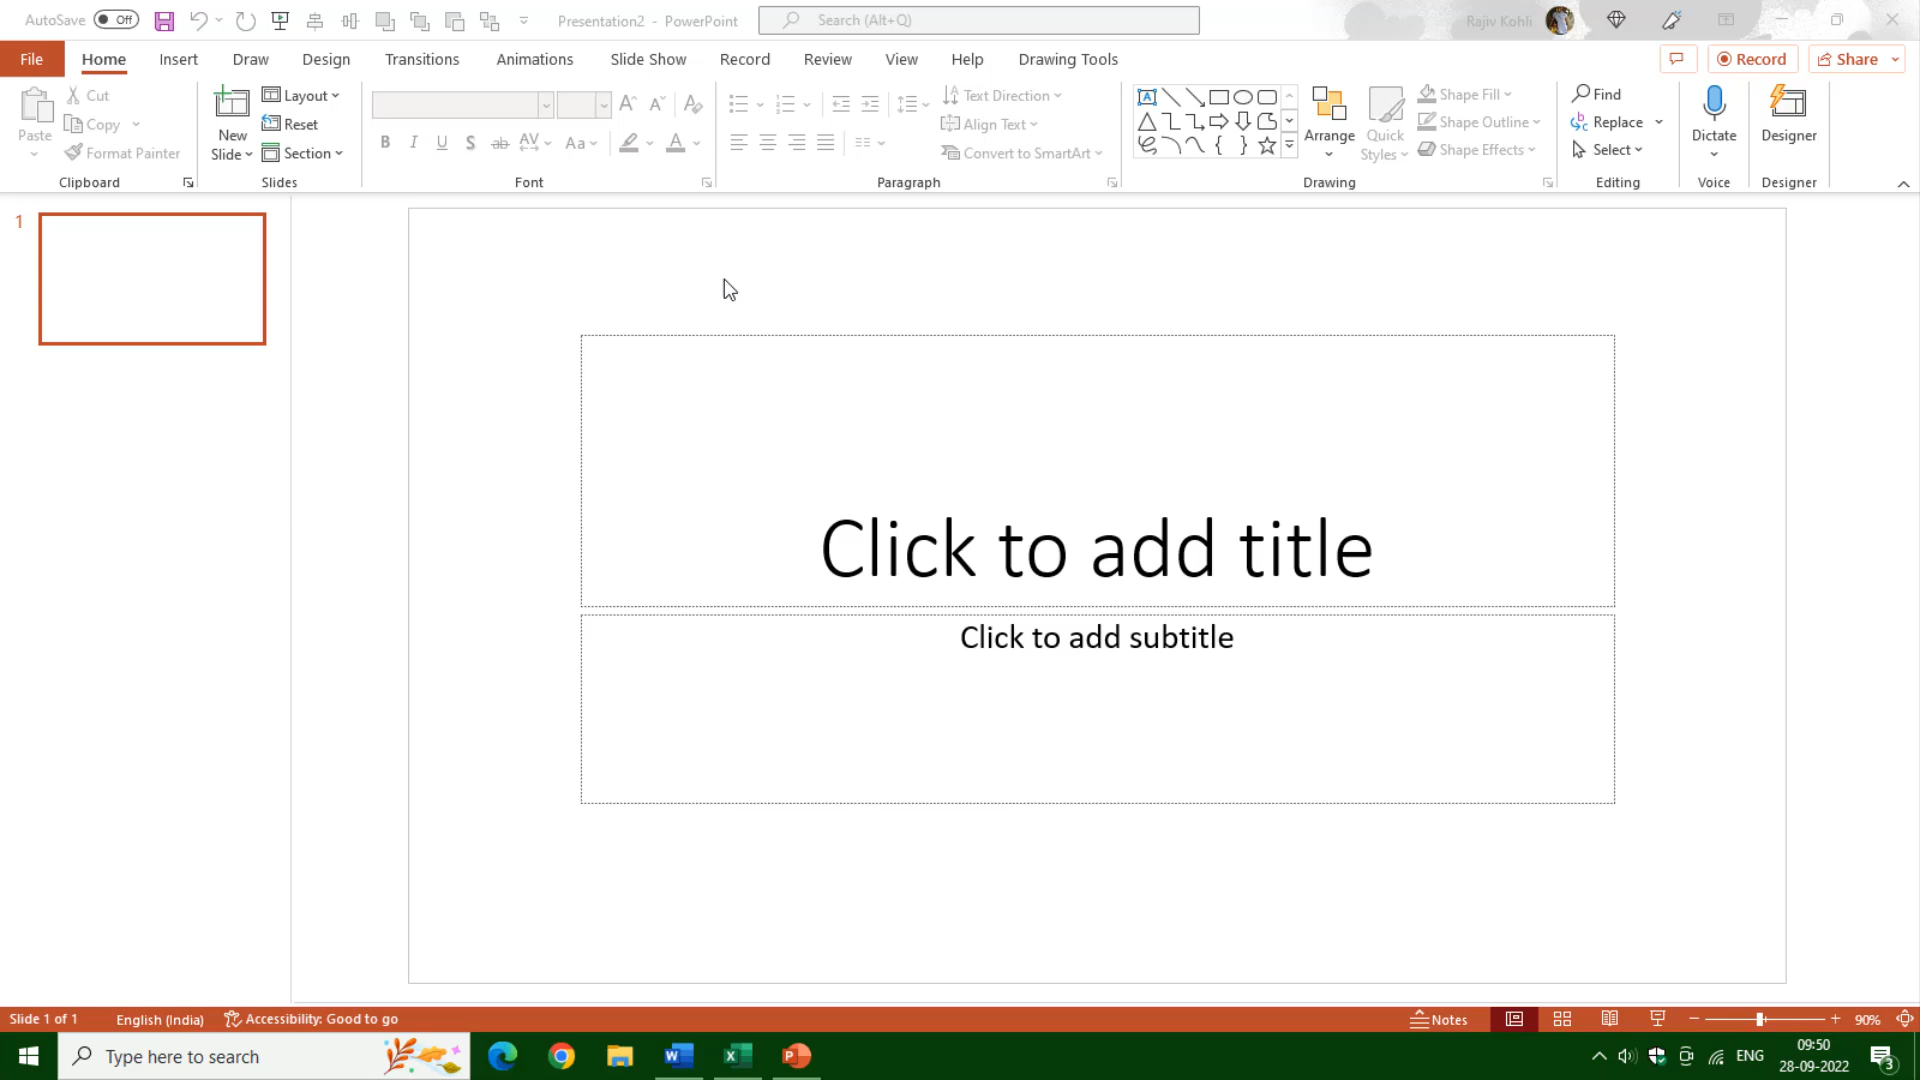 AutoSave Off Presentation2 - PowerPoint Search (Alt+Q) Rajiv Kohli
File Home Insert Draw Design Transitions Animations Slide Show Record Review View Help Drawing Tools Record Share
Paste
Cut
Copy
Format Painter
Clipboard
New
Slide
Layout
Reset
Section
Slides
B I U S ab AV Aa A
Font
Text Direction
Align Text
Convert to SmartArt
Paragraph
Arrange
Quick
Styles
Shape Fill
Shape Outline
Shape Effects
Drawing
Find
Replace
Select
Editing
Dictate
Voice
Designer
Designer
1
Click to add title
Click to add subtitle
Slide 1 of 1 English (India) Accessibility: Good to go Notes 90%
Type here to search
ENG
09:50
28-09-2022
3